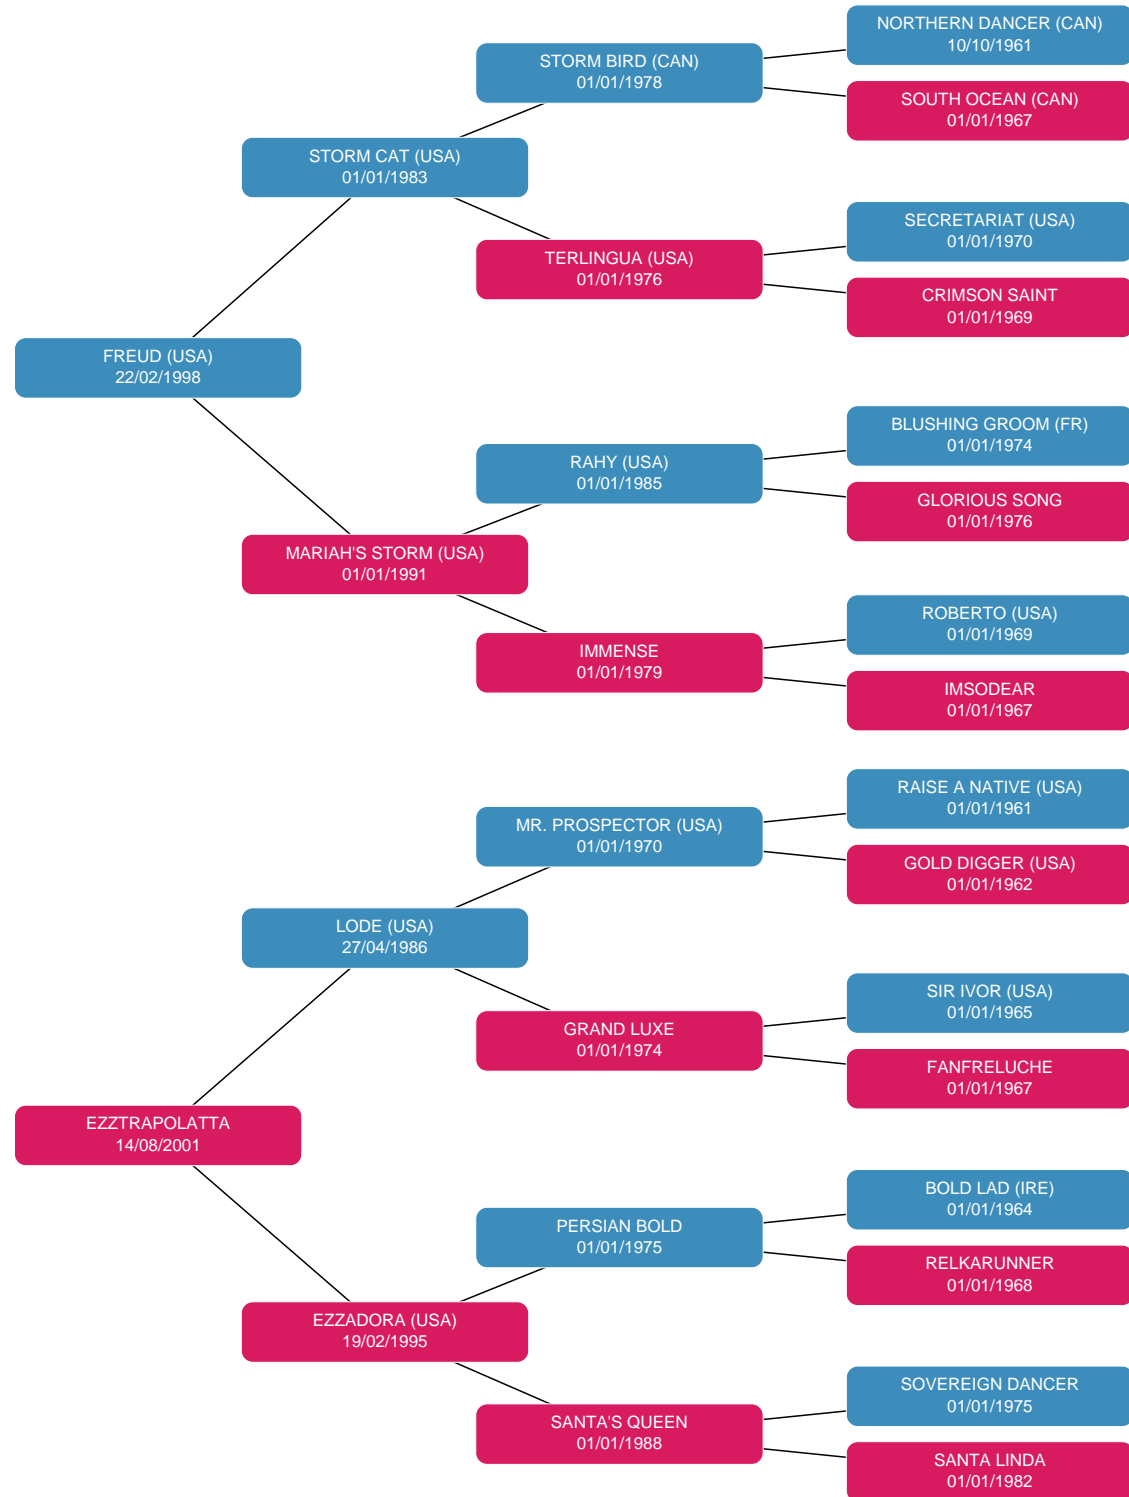 NORTHERN DANCER (CAN)
10/10/1961
STORM BIRD (CAN)
01/01/1978
SOUTH OCEAN (CAN)
01/01/1967
STORM CAT (USA)
01/01/1983
SECRETARIAT (USA)
01/01/1970
TERLINGUA (USA)
01/01/1976
CRIMSON SAINT
01/01/1969
FREUD (USA)
22/02/1998
BLUSHING GROOM (FR)
01/01/1974
RAHY (USA)
01/01/1985
GLORIOUS SONG
01/01/1976
MARIAH'S STORM (USA)
01/01/1991
ROBERTO (USA)
01/01/1969
IMMENSE
01/01/1979
IMSODEAR
01/01/1967
RAISE A NATIVE (USA)
01/01/1961
MR. PROSPECTOR (USA)
01/01/1970
GOLD DIGGER (USA)
01/01/1962
LODE (USA)
27/04/1986
SIR IVOR (USA)
01/01/1965
GRAND LUXE
01/01/1974
FANFRELUCHE
01/01/1967
EZZTRAPOLATTA
14/08/2001
BOLD LAD (IRE)
01/01/1964
PERSIAN BOLD
01/01/1975
RELKARUNNER
01/01/1968
EZZADORA (USA)
19/02/1995
SOVEREIGN DANCER
01/01/1975
SANTA'S QUEEN
01/01/1988
SANTA LINDA
01/01/1982